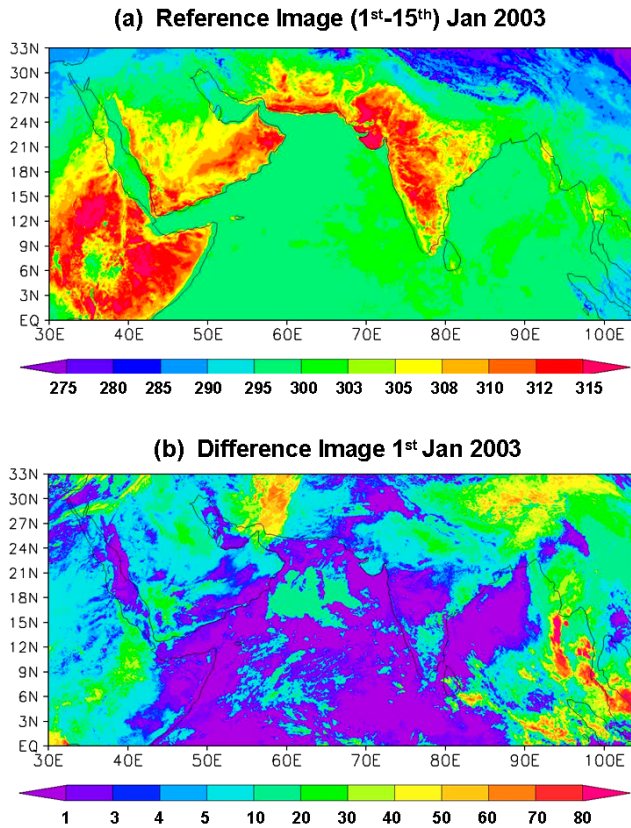 (a) Reference Image (1st-15th) Jan 2003
33N
30N
27N
24N
21N
18N
15N
12N
9N
6N
3N
EQ
30E 40E 50E 60E 70E 80E 90E 100E
275 280 285 290 295 300 303 305 308 310 312 315
(b) Difference Image 1st Jan 2003
33N
30N
27N
24N
21N
18N
15N
12N
9N
6N
3N
EQ
30E 40E 50E 60E 70E 80E 90E 100E
1 3 4 5 10 20 30 40 50 60 70 80